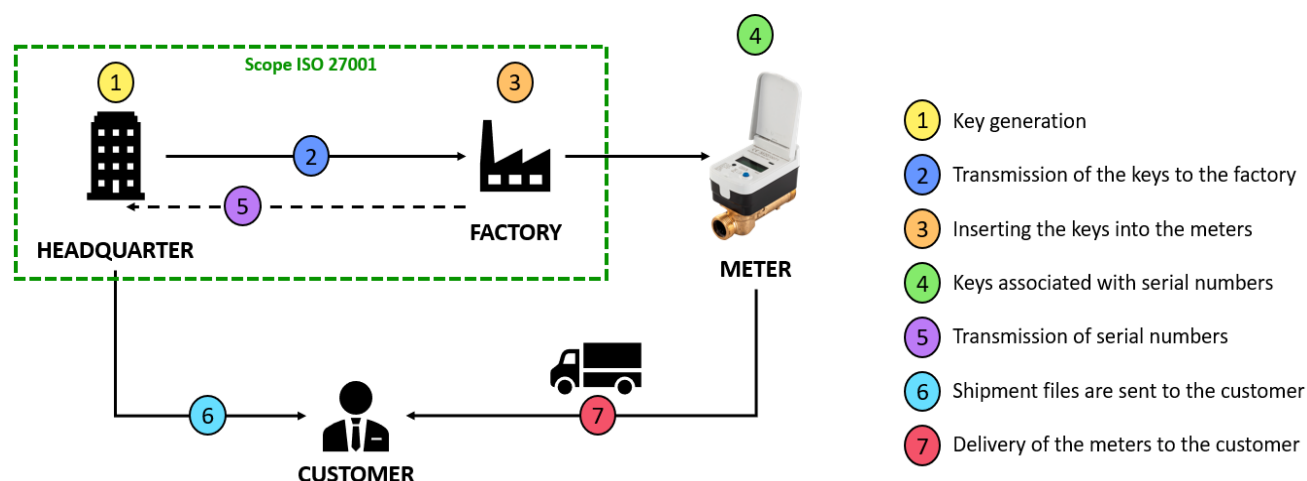 4
Scope ISO 27001
1
3
2
5
HEADQUARTER
FACTORY
METER
6
7
CUSTOMER
1 Key generation
2 Transmission of the keys to the factory
3 Inserting the keys into the meters
4 Keys associated with serial numbers
5 Transmission of serial numbers
6 Shipment files are sent to the customer
7 Delivery of the meters to the customer